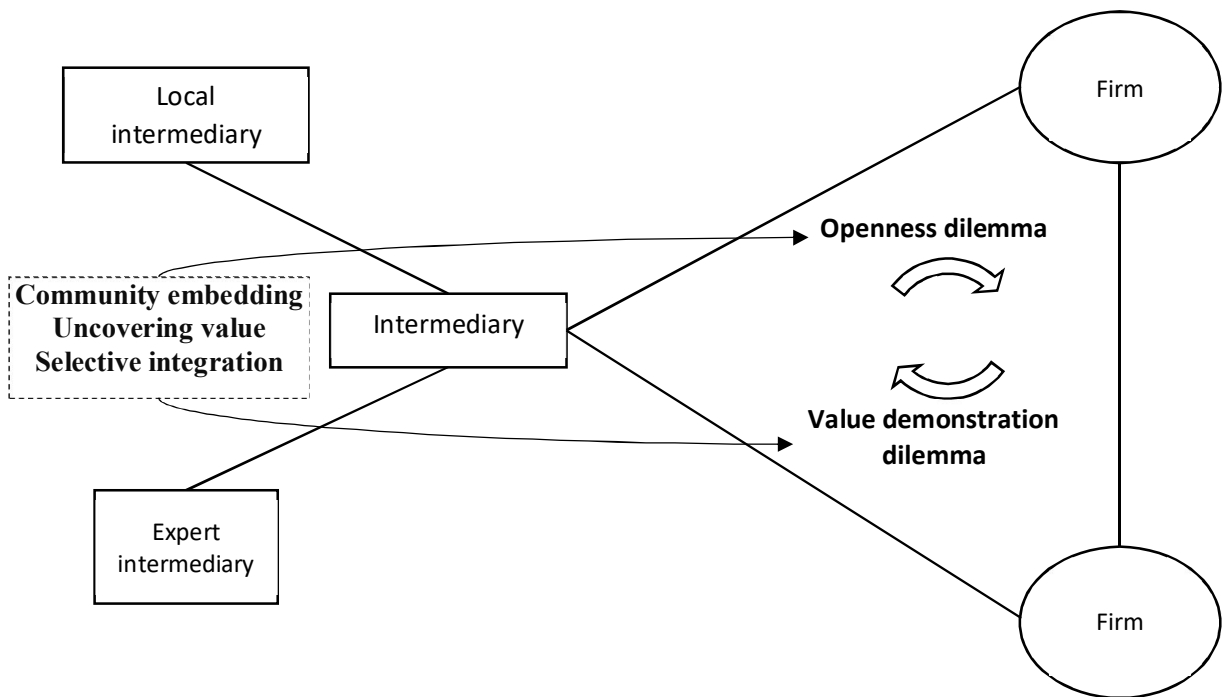 Local
intermediary
Firm
Openness dilemma
Community embedding
Uncovering value
Selective integration
Intermediary
Value demonstration
dilemma
Expert
intermediary
Firm